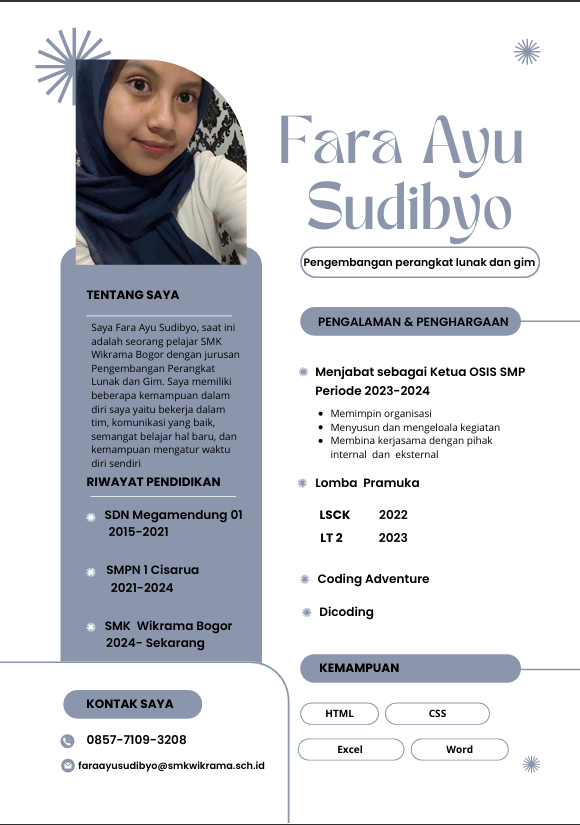 Fara Ayu
Sudibyo
Pengembangan perangkat lunak dan gim
TENTANG SAYA
Saya Fara Ayu Sudibyo, saat ini
adalah seorang pelajar SMK
Wikrama Bogor dengan jurusan
Pengembangan Perangkat
Lunak dan Gim. Saya memiliki
beberapa kemampuan dalam
diri saya yaitu bekerja dalam
tim, komunikasi yang baik,
semangat belajar hal baru, dan
kemampuan mengatur waktu
diri sendiri
RIWAYAT PENDIDIKAN
SDN Megamendung 01
2015-2021
SMPN 1 Cisarua
2021-2024
SMK  Wikrama Bogor
2024- Sekarang
KONTAK SAYA
0857-7109-3208
faraayusudibyo@smkwikrama.sch.id
PENGALAMAN & PENGHARGAAN
Menjabat sebagai Ketua OSIS SMP
Periode 2023-2024
• Memimpin organisasi
• Menyusun dan mengeloala kegiatan
• Membina kerjasama dengan pihak
internal  dan  eksternal
Lomba  Pramuka
LSCK 2022
LT 2 2023
Coding Adventure
Dicoding
KEMAMPUAN
HTML CSS
Excel Word